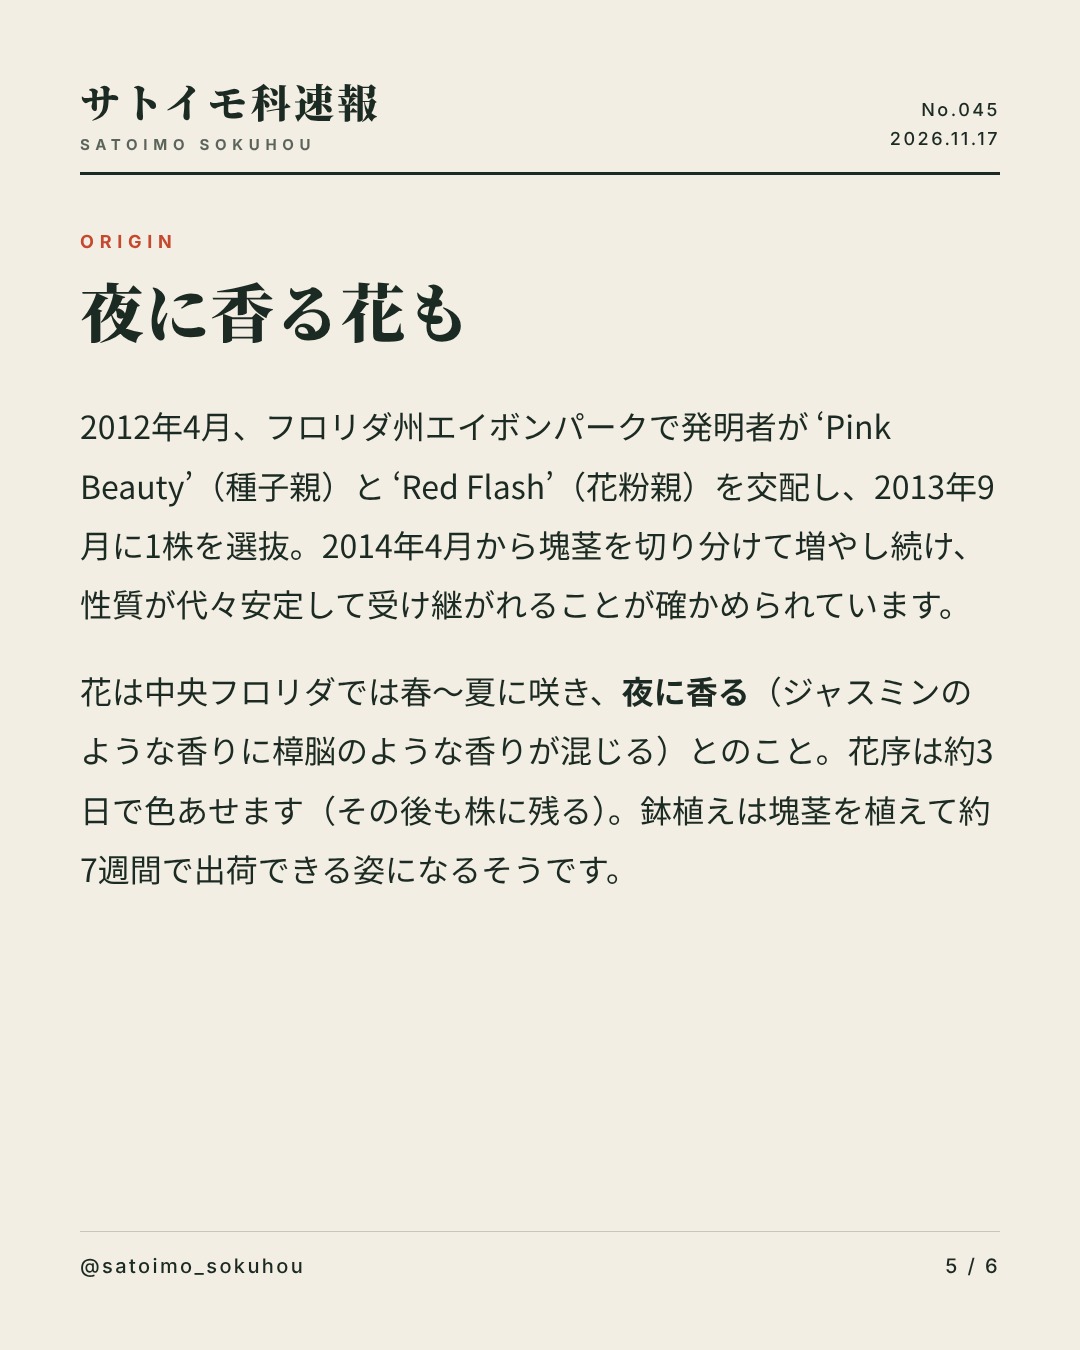 サトイモ科速報
SATOIMO SOKUHOU
No.045
2026.11.17
ORIGIN
夜に香る花も
2012年4月、フロリダ州エイボンパークで発明者が ‘Pink
Beauty’（種子親）と ‘Red Flash’（花粉親）を交配し、2013年9
月に1株を選抜。2014年4月から塊茎を切り分けて増やし続け、
性質が代々安定して受け継がれることが確かめられています。
花は中央フロリダでは春〜夏に咲き、夜に香る（ジャスミンの
ような香りに樟脳のような香りが混じる）とのこと。花序は約3
日で色あせます（その後も株に残る）。鉢植えは塊茎を植えて約
7週間で出荷できる姿になるそうです。
@satoimo_sokuhou
5 / 6